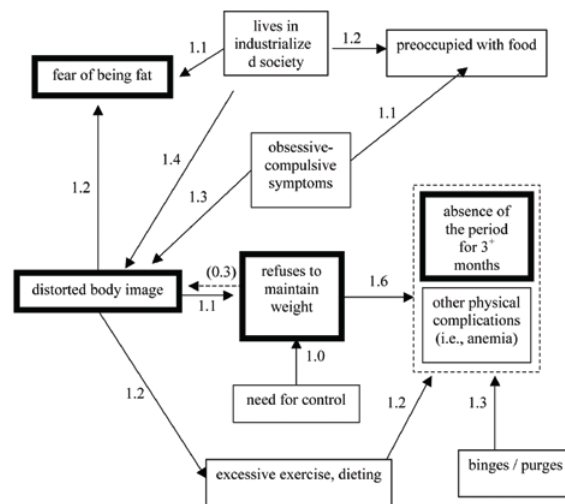 lives in
industrialize
d society
1.1
1.2
preoccupied with food
fear of being fat
1.1
obsessive-
compulsive
symptoms
1.4
1.3
1.2
absence of
the period
for 3+
months
(0.3)
refuses to
maintain
weight
distorted body image
1.1
1.6
other physical
complications
(i.e., anemia)
1.0
1.2
need for control
1.2
1.3
excessive exercise, dieting
binges / purges